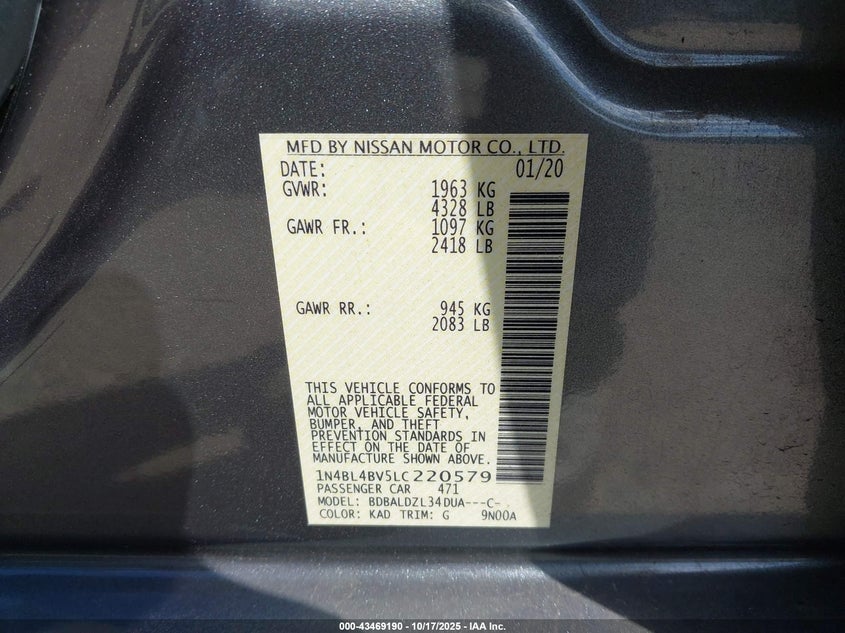 MFD BY NISSAN MOTOR CO., LTD.
DATE: 01/20
GVWR: 1963 KG
4328 LB
GAWR FR.: 1097 KG
2418 LB
GAWR RR.: 945 KG
2083 LB
THIS VEHICLE CONFORMS TO
ALL APPLICABLE FEDERAL
MOTOR VEHICLE SAFETY,
BUMPER, AND THEFT
PREVENTION STANDARDS IN
EFFECT ON THE DATE OF
MANUFACTURE SHOWN ABOVE.
1N4BL4BV5LC220579
PASSENGER CAR 471
MODEL: BDBALDZL34DUA---C-
COLOR: KAD TRIM: G 9N00A
000-43469190 - 10/17/2025 - IAA Inc.